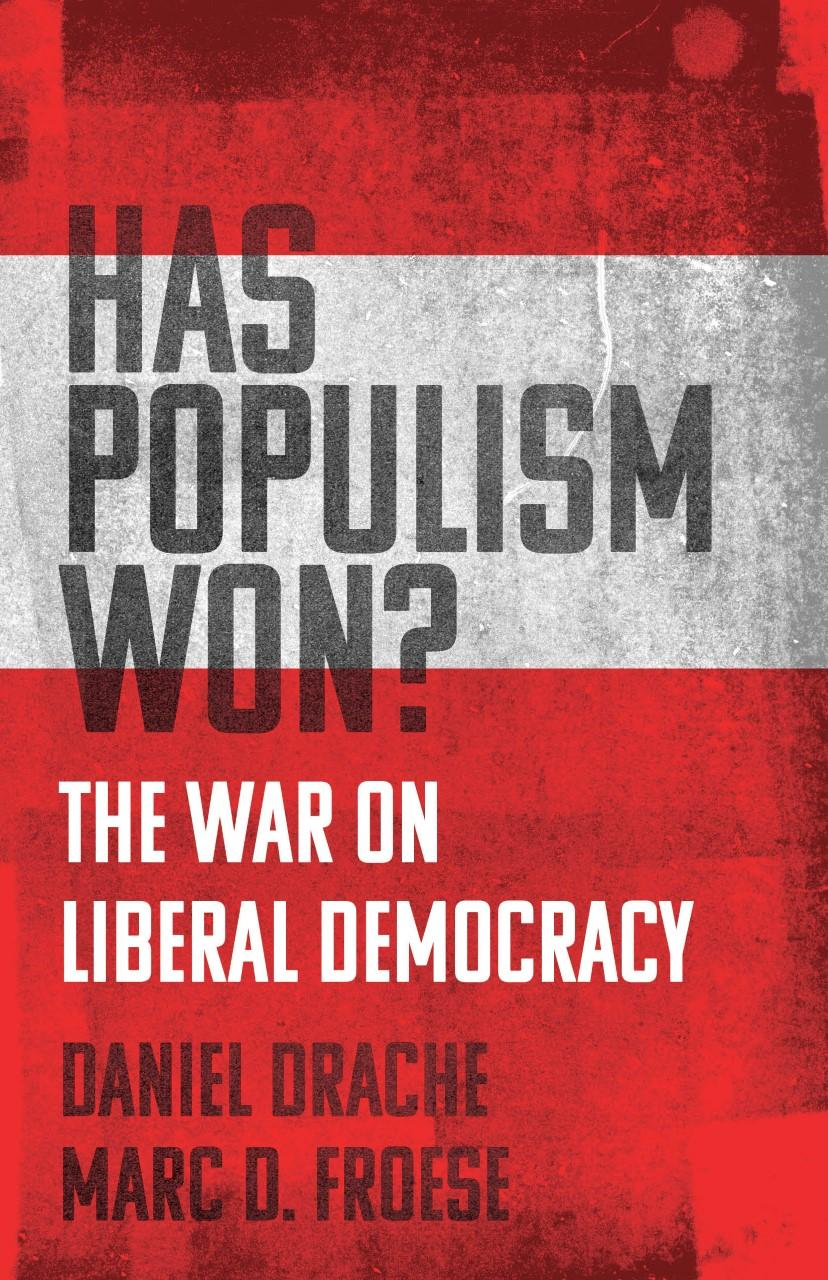 HAS
POPULISM
WON?
THE WAR ON
LIBERAL DEMOCRACY
DANIEL DRACHE
MARC D. FROESE